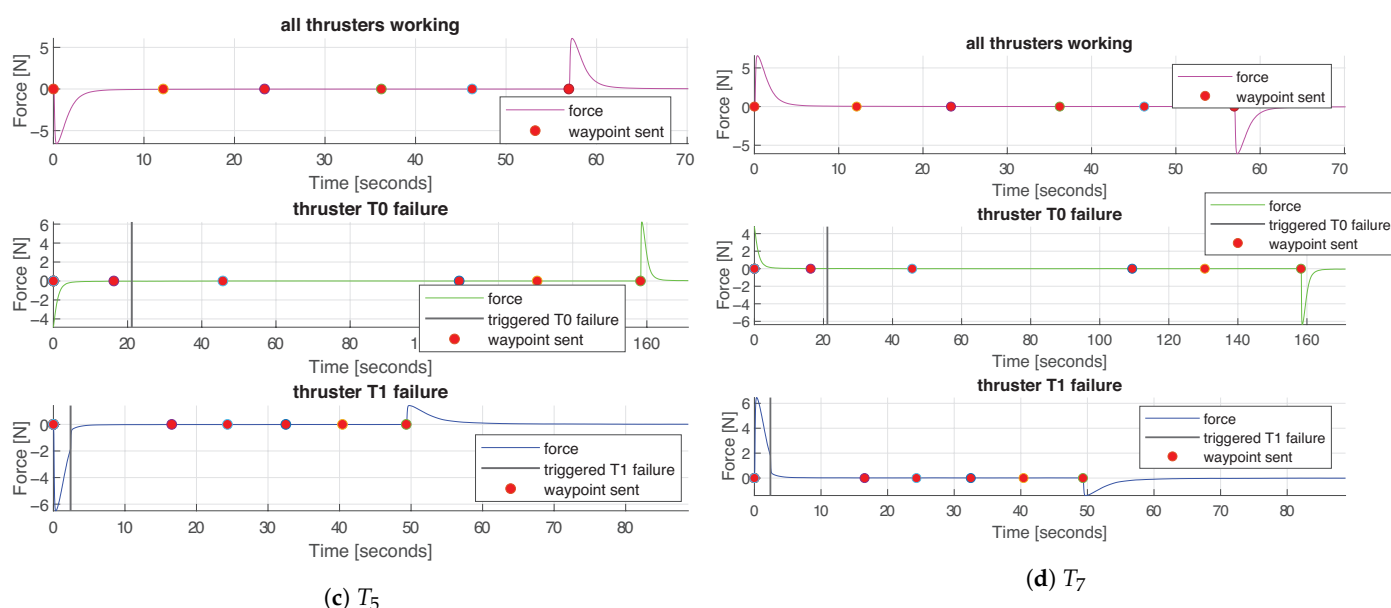 all thrusters working
5
0
-5
Force [N]
force
waypoint sent
0 10 20 30 40 50 60 70
Time [seconds]
thruster T0 failure
6
4
2
0
-2
-4
Force [N]
force
triggered T0 failure
waypoint sent
0 20 40 60 80 160
Time [seconds]
thruster T1 failure
0
-2
-4
-6
Force [N]
force
triggered T1 failure
waypoint sent
0 10 20 30 40 50 60 70 80
Time [seconds]
(c) T5
all thrusters working
5
0
-5
Force [N]
force
waypoint sent
0 10 20 30 40 50 60 70
Time [seconds]
thruster T0 failure
4
2
0
-2
-4
-6
Force [N]
force
triggered T0 failure
waypoint sent
0 20 40 60 80 100 120 140 160
Time [seconds]
thruster T1 failure
6
4
2
0
Force [N]
force
triggered T1 failure
waypoint sent
0 10 20 30 40 50 60 70 80
Time [seconds]
(d) T7